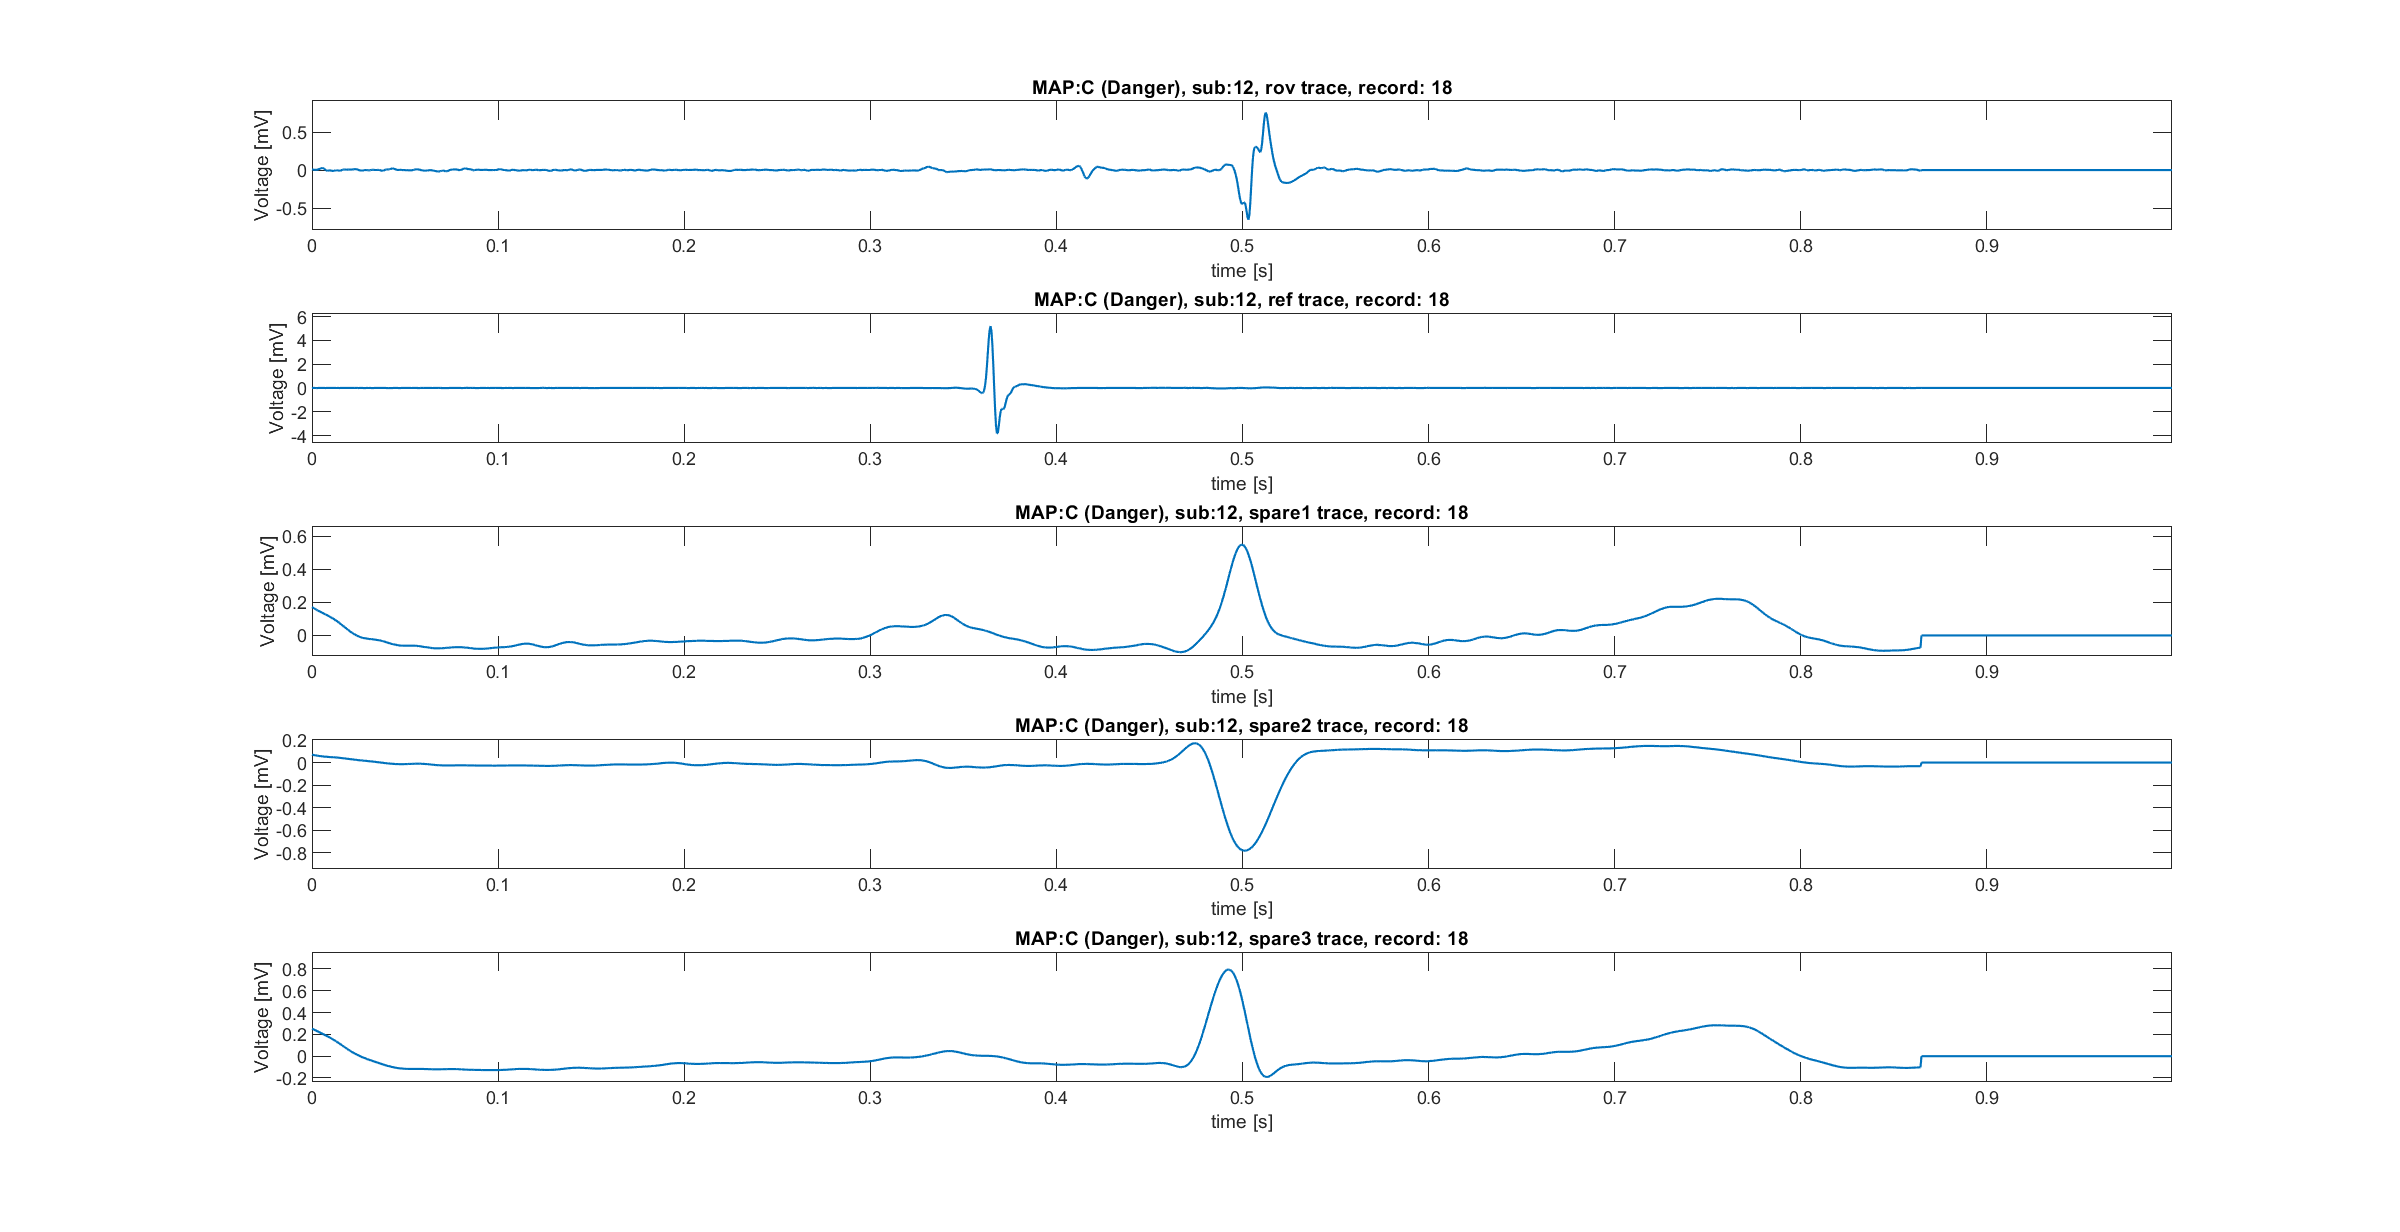 MAP:C (Danger), sub:12, rov trace, record: 18
Voltage [mV]
0.5
0
-0.5
0 0.1 0.2 0.3 0.4 0.5 0.6 0.7 0.8 0.9
time [s]
MAP:C (Danger), sub:12, ref trace, record: 18
Voltage [mV]
6
4
2
0
-2
-4
0 0.1 0.2 0.3 0.4 0.5 0.6 0.7 0.8 0.9
time [s]
MAP:C (Danger), sub:12, spare1 trace, record: 18
Voltage [mV]
0.6
0.4
0.2
0
0 0.1 0.2 0.3 0.4 0.5 0.6 0.7 0.8 0.9
time [s]
MAP:C (Danger), sub:12, spare2 trace, record: 18
Voltage [mV]
0.2
0
-0.2
-0.4
-0.6
-0.8
0 0.1 0.2 0.3 0.4 0.5 0.6 0.7 0.8 0.9
time [s]
MAP:C (Danger), sub:12, spare3 trace, record: 18
Voltage [mV]
0.8
0.6
0.4
0.2
0
-0.2
0 0.1 0.2 0.3 0.4 0.5 0.6 0.7 0.8 0.9
time [s]